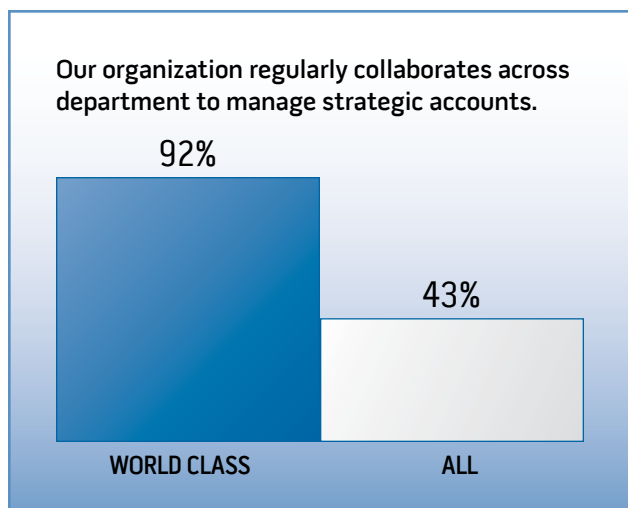 Our organization regularly collaborates across
department to manage strategic accounts.
92%
43%
WORLD CLASS
ALL